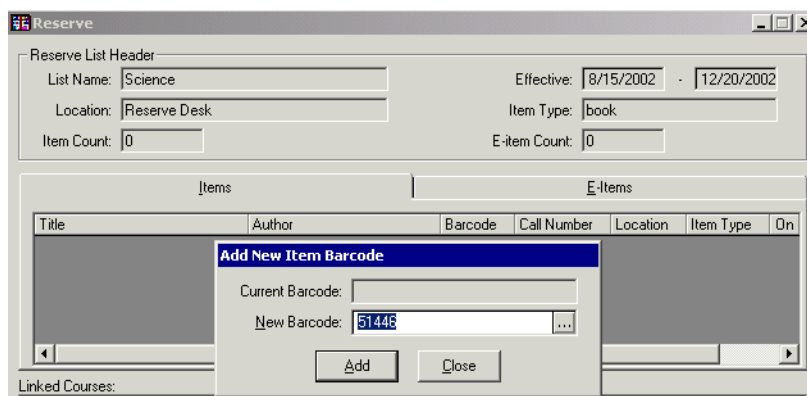 Reserve
Reserve List Header
List Name: Science Effective: 8/15/2002 - 12/20/2002
Location: Reserve Desk Item Type: book
Item Count: 0 E-item Count: 0
Items E-Items
Title Author Barcode Call Number Location Item Type On
Add New Item Barcode
Current Barcode:
New Barcode: 51446 ...
Add Close
Linked Courses: